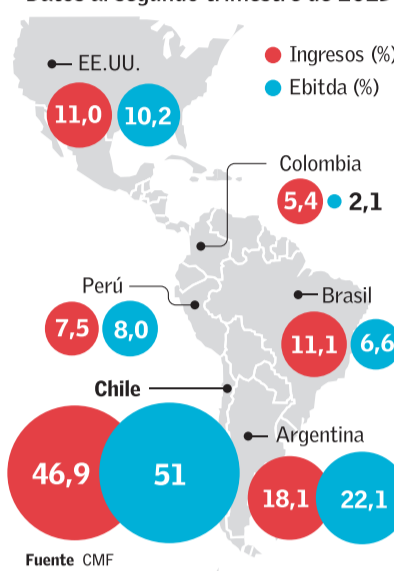 EE.UU.
Ingresos (%)
Ebitda (%)
11,0 10,2
Colombia
5,4 2,1
Perú
7,5 8,0
Brasil
11,1 6,6
Chile
46,9 51
Argentina
18,1 22,1
Fuente CMF